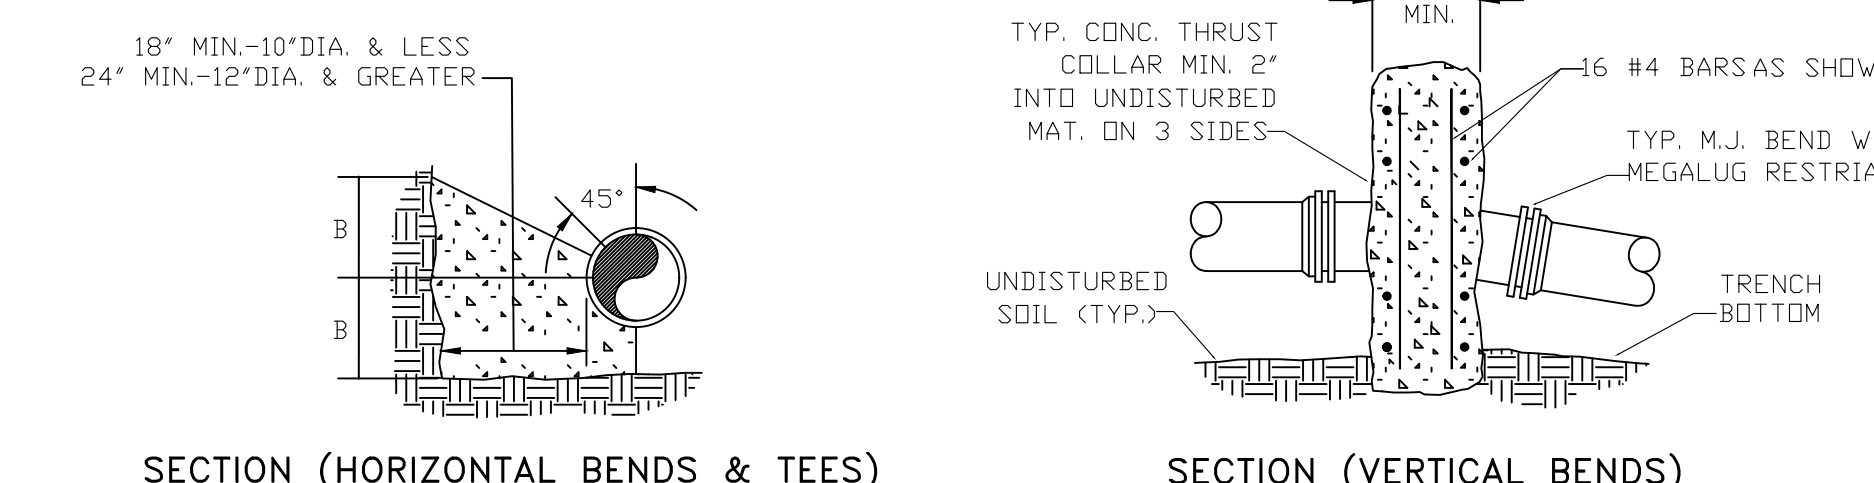 18" MIN.-10"DIA. & LESS
24" MIN.-12"DIA. & GREATER
45°
B
B
SECTION (HORIZONTAL BENDS & TEES)
MIN.
TYP. CONC. THRUST
COLLAR MIN. 2"
INTO UNDISTURBED
MAT. ON 3 SIDES
16 #4 BARS AS SHOW
TYP. M.J. BEND W
MEGALUG RESTRIA
UNDISTURBED
SOIL (TYP.)
TRENCH
BOTTOM
SECTION (VERTICAL BENDS)